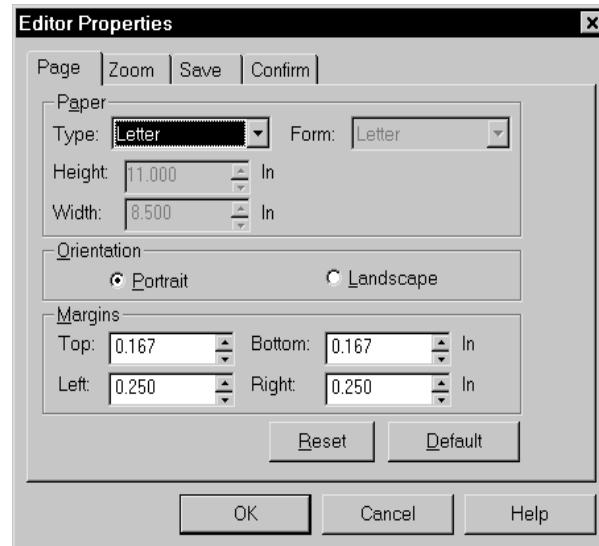 Editor Properties x
Page Zoom Save Confirm
Paper
Type: Letter Form: Letter
Height: 11.000 In
Width: 8.500 In
Orientation
Portrait Landscape
Margins
Top: 0.167 Bottom: 0.167 In
Left: 0.250 Right: 0.250 In
Reset Default
OK Cancel Help